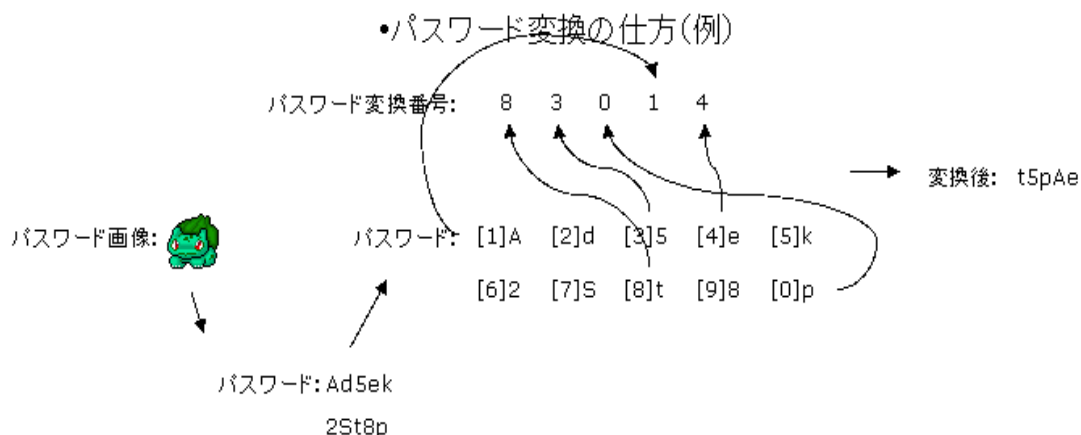 •パスワード変換の仕方(例)
パスワード変換番号: 8 3 0 1 4
変換後: t5pAe
パスワード画像:
パスワード: [1]A [2]d [3]5 [4]e [5]k
[6]2 [7]S [8]t [9]8 [0]p
パスワード:Ad5ek
2St8p